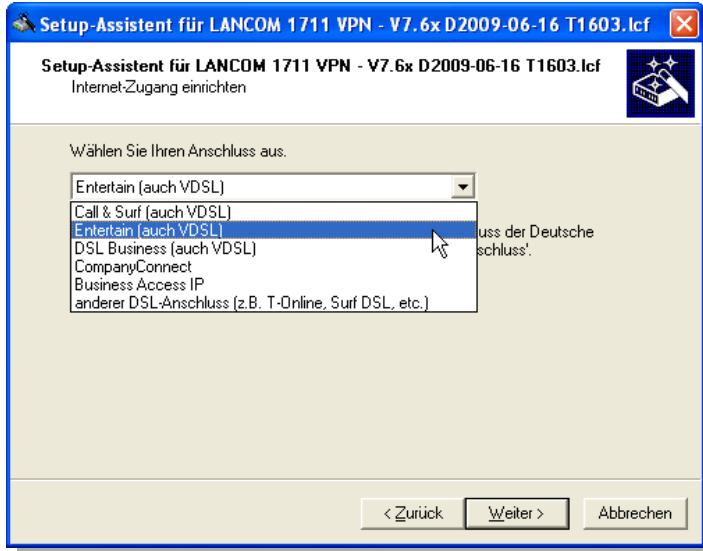 Setup-Assistent für LANCOM 1711 VPN - V7.6x D2009-06-16 T1603.lcf
Setup-Assistent für LANCOM 1711 VPN - V7.6x D2009-06-16 T1603.lcf
Internet-Zugang einrichten
Wählen Sie Ihren Anschluss aus.
Entertain (auch VDSL)
Call & Surf (auch VDSL)
Entertain (auch VDSL)
uss der Deutsche
DSL Business (auch VDSL)
schluss'.
CompanyConnect
Business Access IP
anderer DSL-Anschluss (z.B. T-Online, Surf DSL, etc.)
< Zurück
Weiter >
Abbrechen